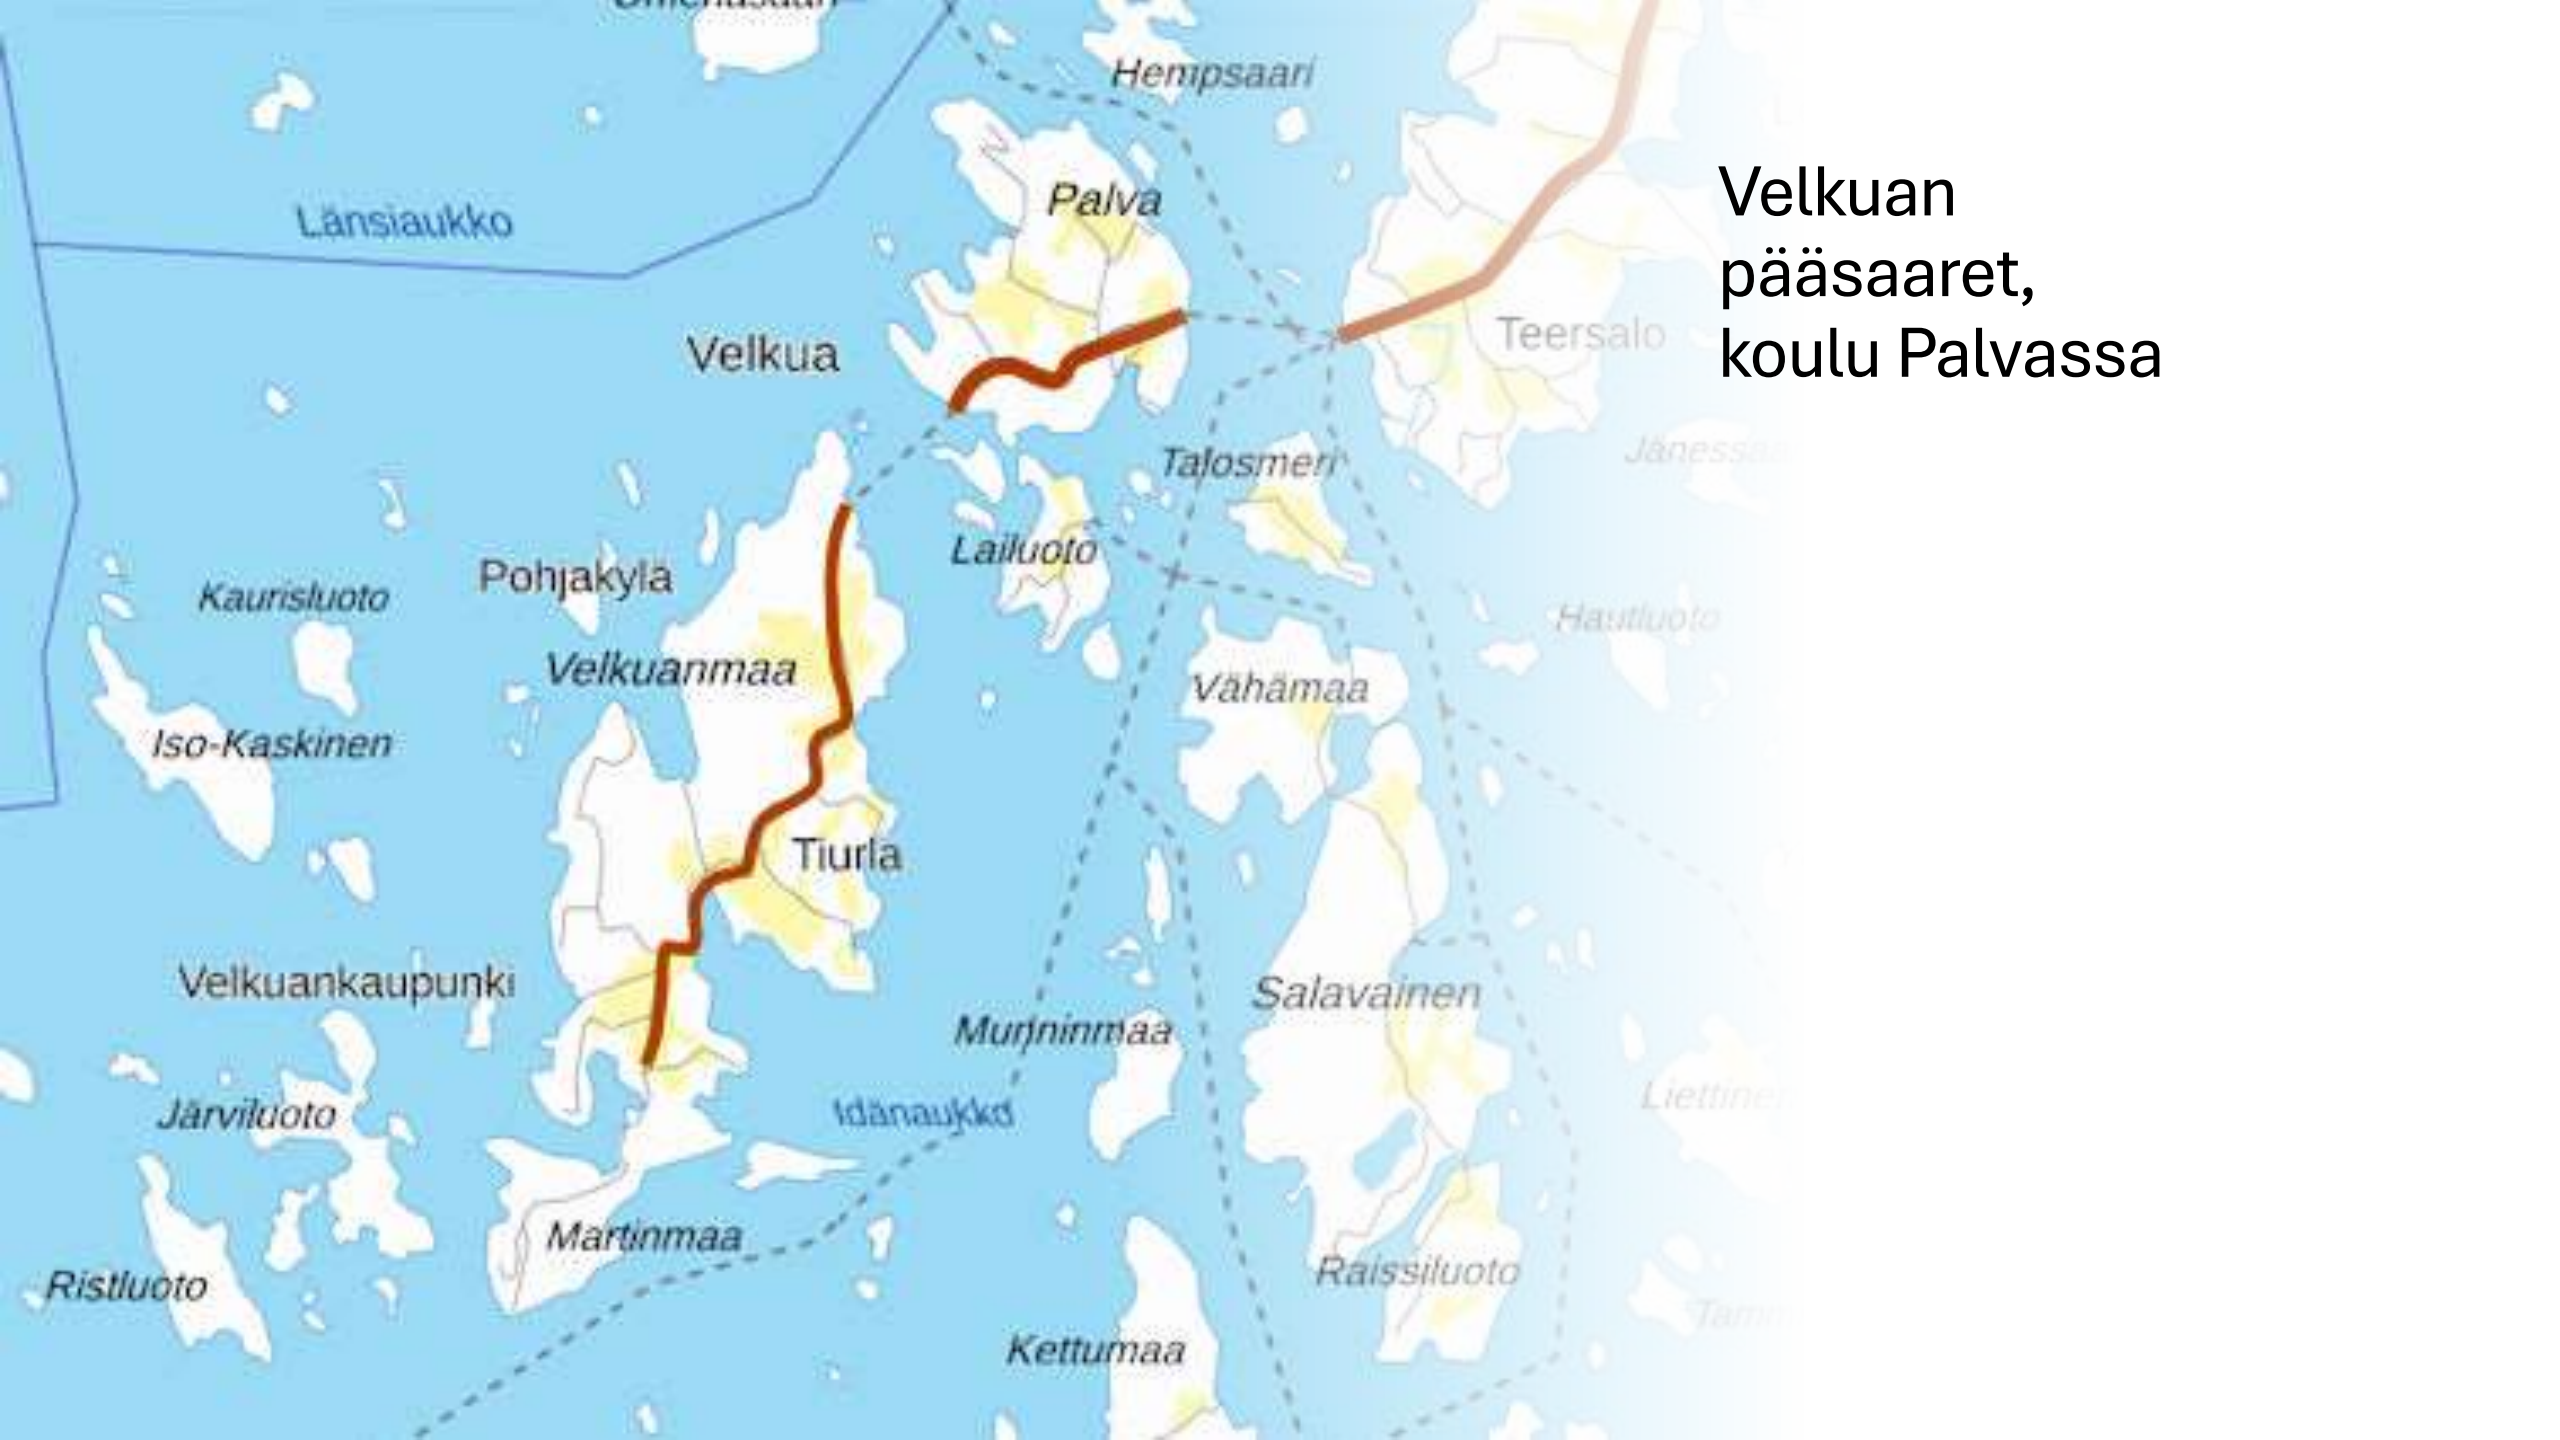 Hempsaari
Palva
Länsiaukko
Velkuan
pääsaaret,
koulu Palvassa
Velkua
Teersalo
Talosmeri
Lailuoto
Pohjakylä
Kaurisluoto
Hautluoto
Velkuanmaa
Vähämaa
Iso-Kaskinen
Tiurla
Velkuankaupunki
Salavainen
Munninmaa
Järviluoto
Idänaukko
Martinmaa
Raissiluoto
Ristluoto
Kettumaa